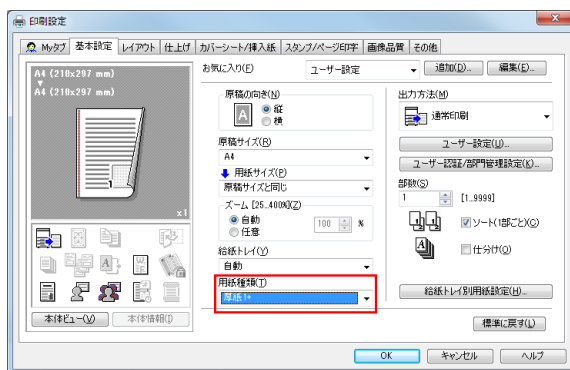 印刷設定
Myタブ 基本設定 レイアウト 仕上げ カバーシート/挿入紙 スタンプ/ページ印字 画像品質 その他
A4 (210x297 mm)
A4 (210x297 mm)
1
x1
本体ビュー(V) 本体情報(I)
お気に入り(F) ユーザー設定 追加(D)... 編集(E)...
原稿の向き(N)
A
縦
横
原稿サイズ(R)
A4
用紙サイズ(P)
原稿サイズと同じ
ズーム [25..400%](Z)
自動
任意
100 %
給紙トレイ(Y)
自動
用紙種類(T)
厚紙1+
出力方法(M)
通常印刷
ユーザー設定(U)...
ユーザー認証/部門管理設定(K)...
部数(S)
1 [1..9999]
ソート(1部ごと)(C)
仕分け(O)
給紙トレイ別用紙設定(H)...
標準に戻す(L)
OK キャンセル ヘルプ